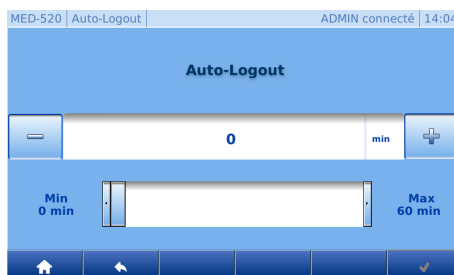 MED-520 Auto-Logout ADMIN connecté 14:04
Auto-Logout
0 min
Min Max
0 min 60 min